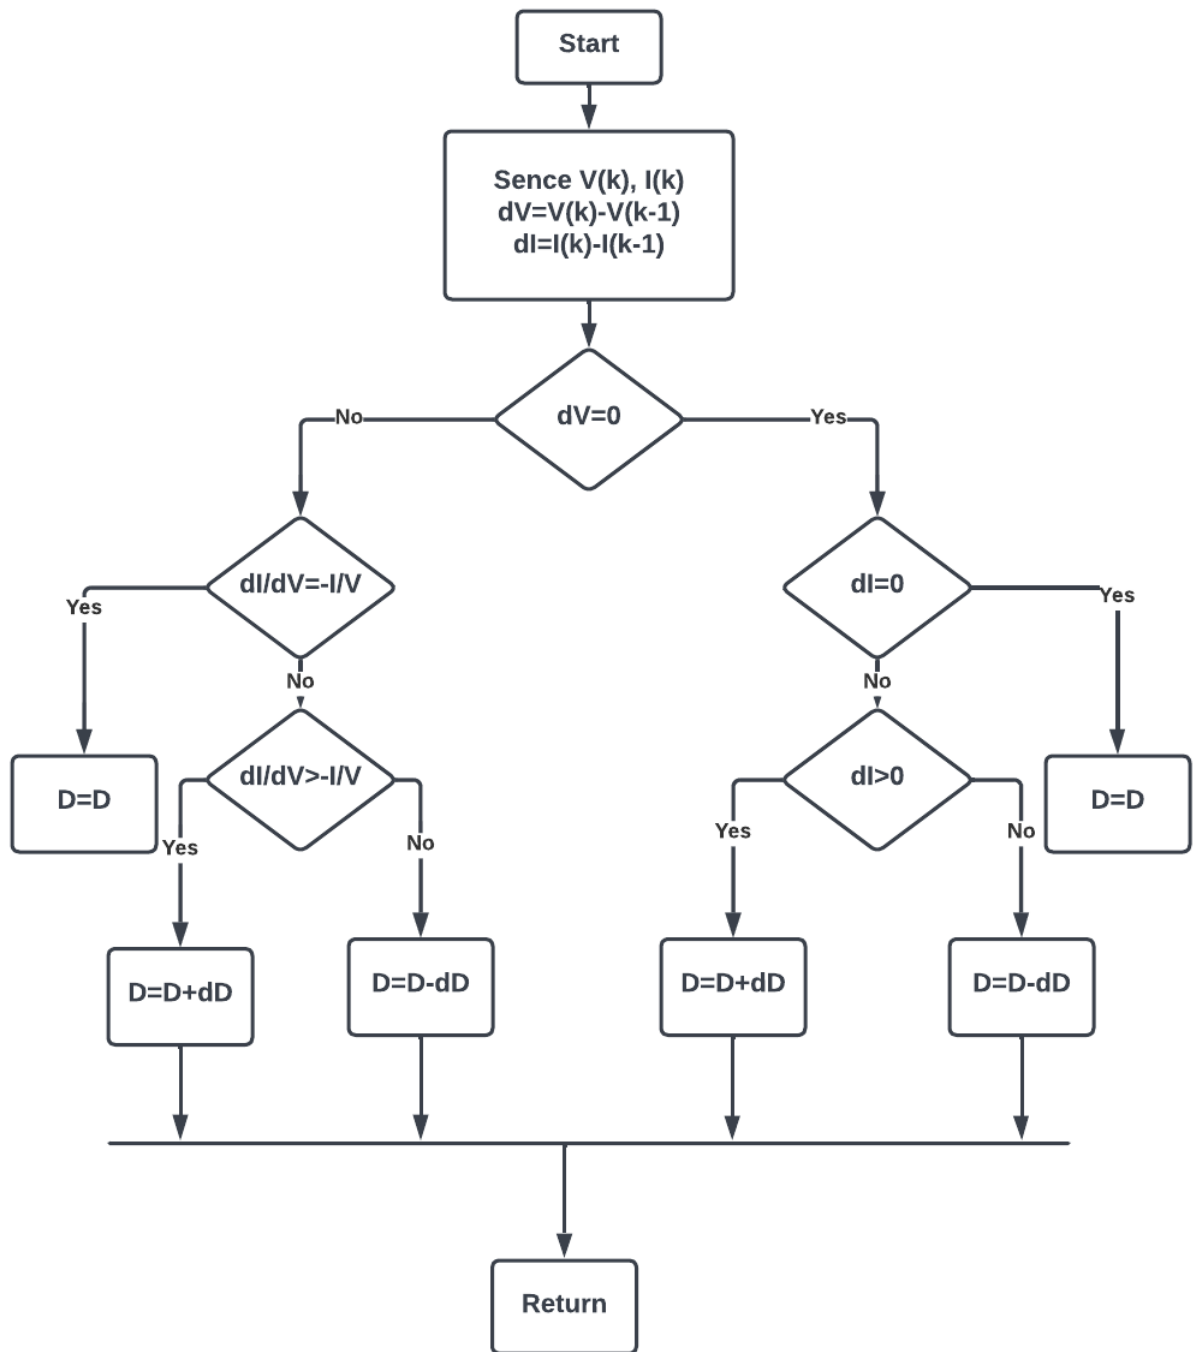 Start
Sence V(k), I(k)
dV=V(k)-V(k-1)
dI=I(k)-I(k-1)
dV=0
No
Yes
dI/dV=-I/V
dI=0
Yes
Yes
No
No
dI/dV>-I/V
dI>0
D=D
D=D
Yes
No
Yes
No
D=D+dD
D=D-dD
D=D+dD
D=D-dD
Return